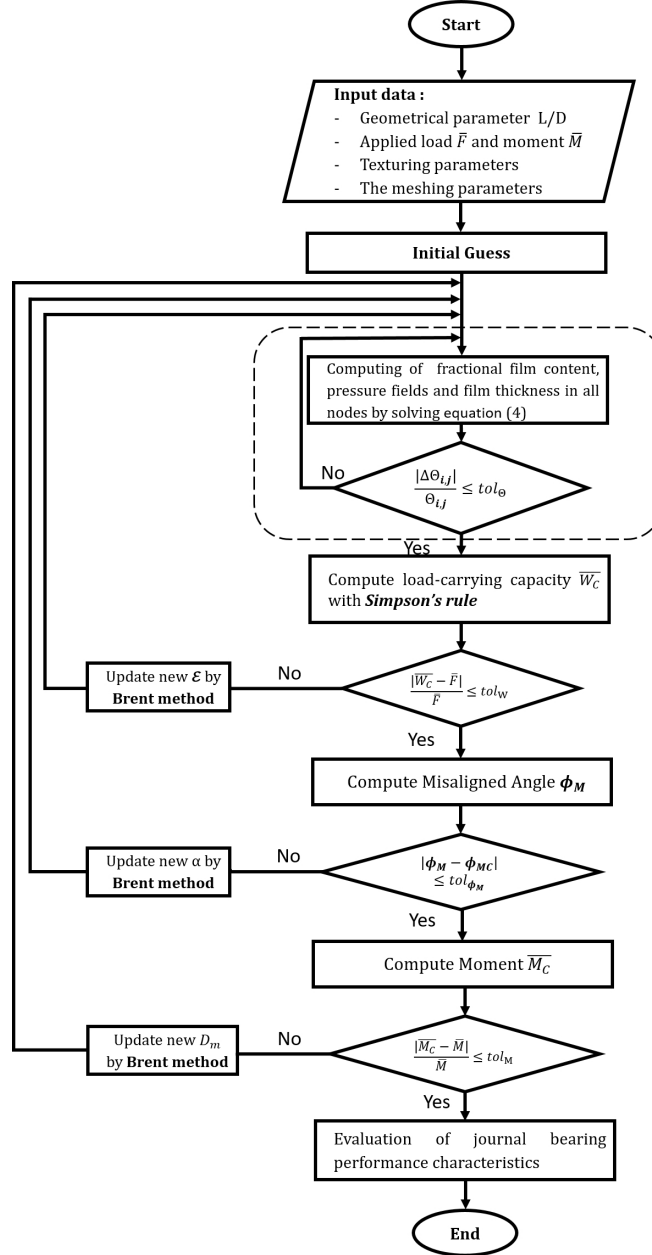 Start
Input data :
- Geometrical parameter L/D
- Applied load F̅ and moment M̅
- Texturing parameters
- The meshing parameters
Initial Guess
Computing of fractional film content,
pressure fields and film thickness in all
nodes by solving equation (4)
No
|ΔΘi,j|
Θi,j
≤ tolΘ
Yes
Compute load-carrying capacity W̅C̅
with Simpson's rule
Update new ε by
Brent method
No
|W̅C̅ − F̅|
F̅
≤ tolW
Yes
Compute Misaligned Angle ϕM
Update new α by
Brent method
No
|ϕM − ϕMC|
≤ tolϕM
Yes
Compute Moment M̅C̅
Update new Dm
by Brent method
No
|M̅C̅ − M̅|
M̅
≤ tolM
Yes
Evaluation of journal bearing
performance characteristics
End